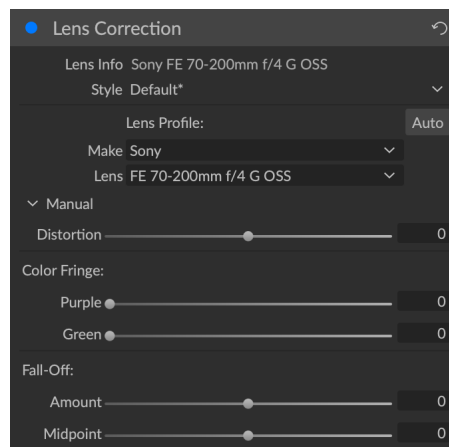 Lens Correction
Lens Info Sony FE 70-200mm f/4 G OSS
Style Default*
Lens Profile: Auto
Make Sony
Lens FE 70-200mm f/4 G OSS
Manual
Distortion 0
Color Fringe:
Purple 0
Green 0
Fall-Off:
Amount 0
Midpoint 0